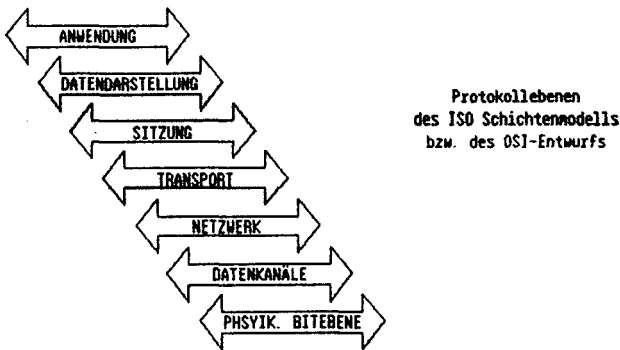 ANWENDUNG
DATENDARSTELLUNG
SITZUNG
TRANSPORT
NETZWERK
DATENKANÄLE
PHSYIK. BITEBENE
Protokollebenen
des ISO Schichtenmodells
bzw. des OSI-Entwurfs